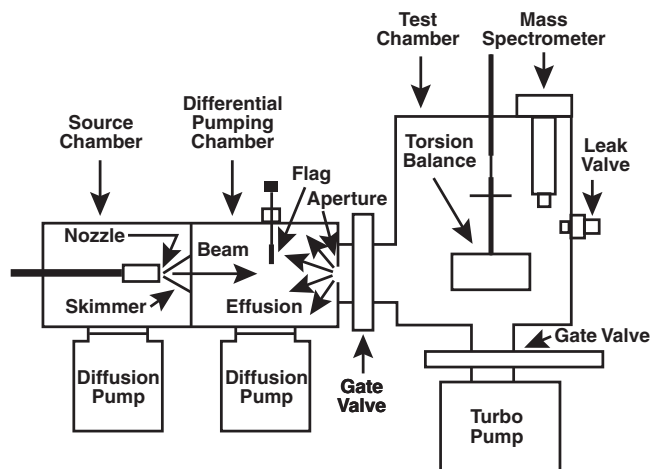 Test
Chamber
Mass
Spectrometer
Differential
Pumping
Chamber
Source
Chamber
Torsion
Balance
Leak
Valve
Flag
Aperture
Nozzle
Beam
Skimmer
Effusion
Gate Valve
Diffusion
Pump
Diffusion
Pump
Gate
Valve
Turbo
Pump